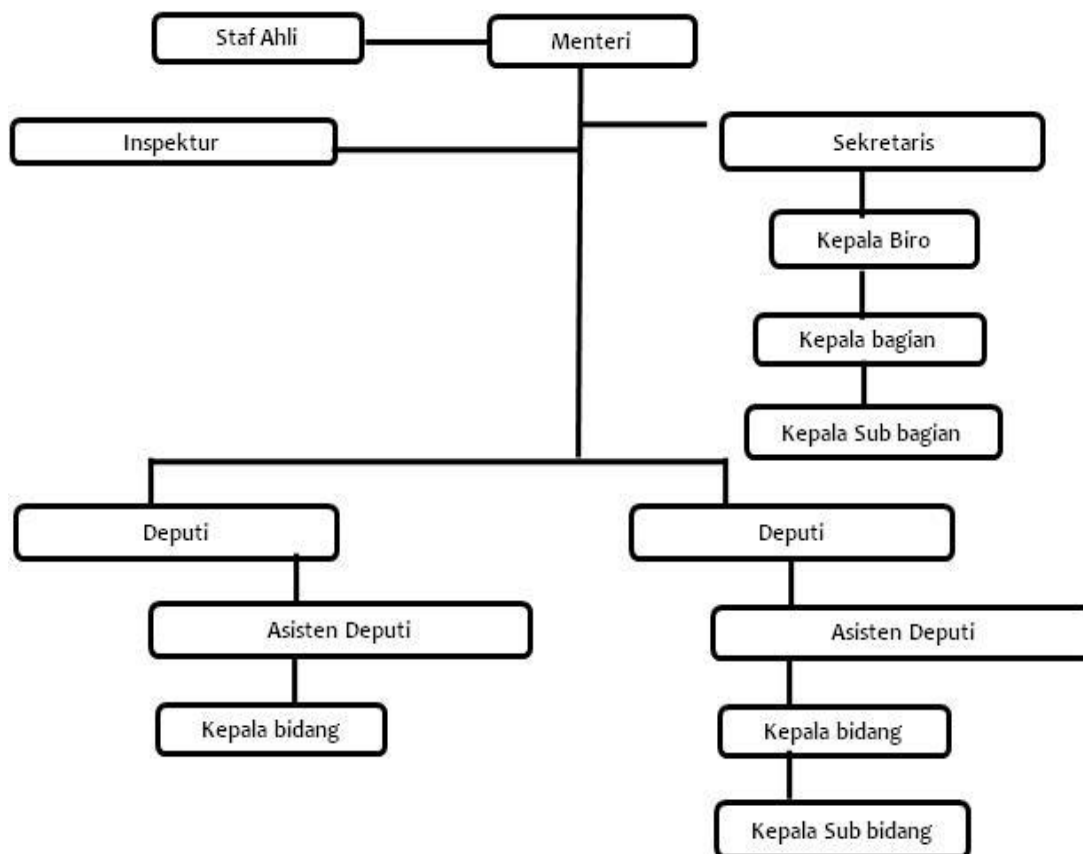 Staf Ahli
Menteri
Inspektur
Sekretaris
Kepala Biro
Kepala bagian
Kepala Sub bagian
Deputi
Deputi
Asisten Deputi
Asisten Deputi
Kepala bidang
Kepala bidang
Kepala Sub bidang